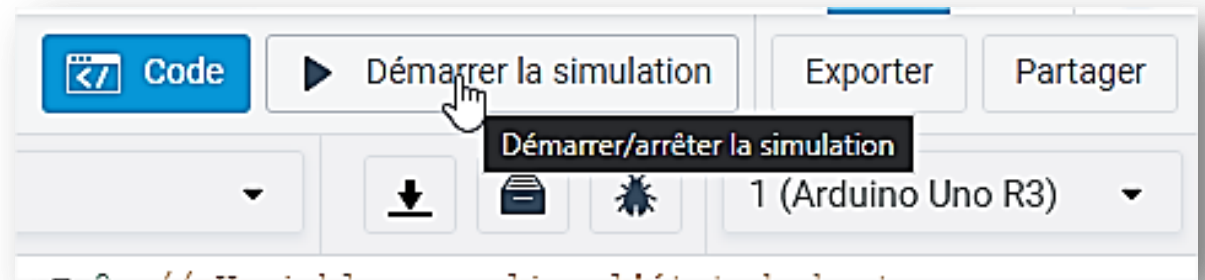 Code Démarrer la simulation Exporter Partager
Démarrer/arrêter la simulation
1 (Arduino Uno R3)